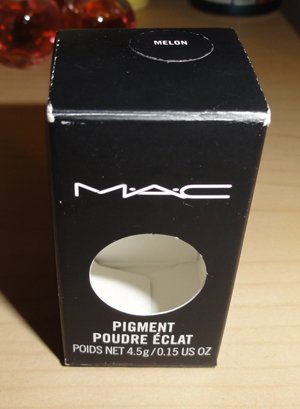 MELON
M·A·C
PIGMENT
POUDRE ÉCLAT
POIDS NET 4.5g/0.15 US OZ